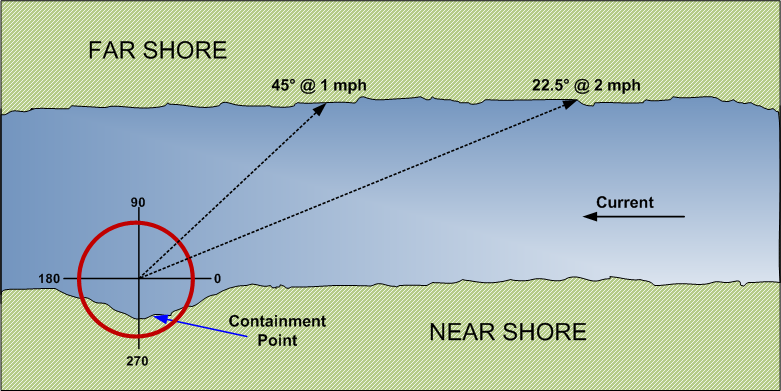 FAR SHORE
45° @ 1 mph
22.5° @ 2 mph
90
Current
180
0
Containment
Point
NEAR SHORE
270